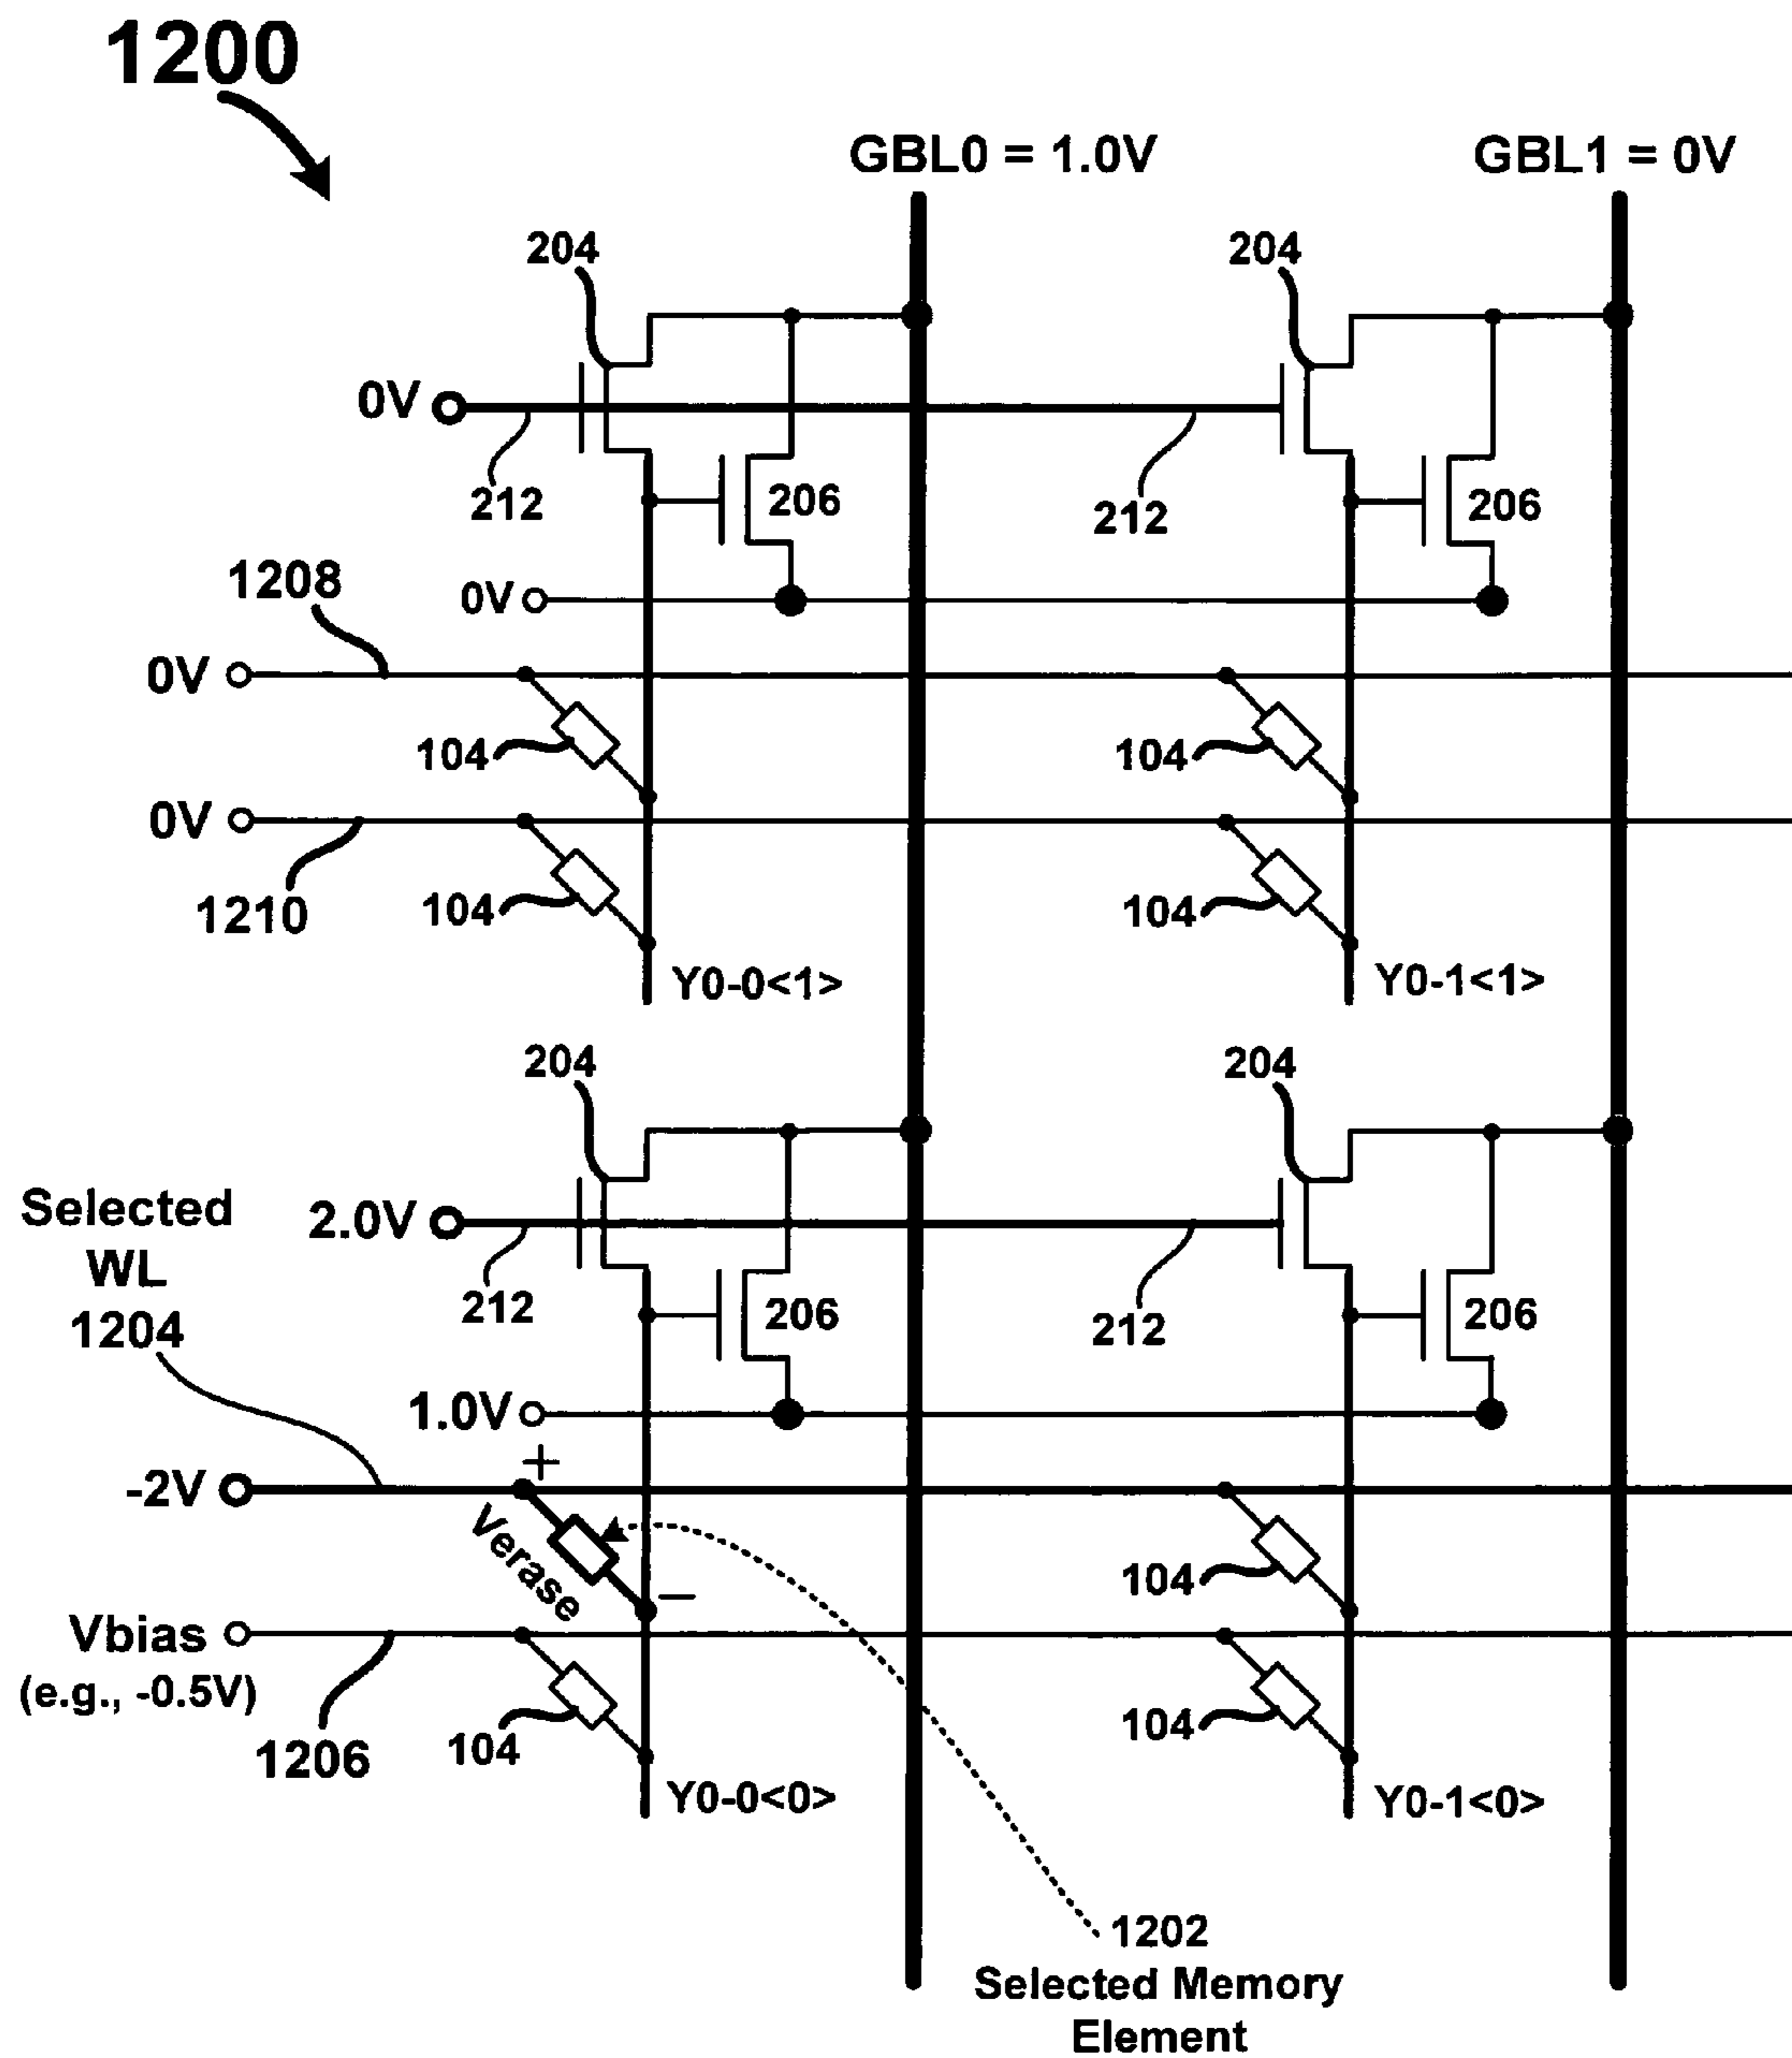 1200
GBL0 = 1.0V
GBL1 = 0V
204
204
0V
212
206
212
206
1208
0V
0V
104
104
0V
1210
104
104
Y0-0<1>
Y0-1<1>
204
204
Selected
WL
1204
2.0V
212
206
212
206
1.0V
+
-2V
Verase
104
−
Vbias
(e.g., -0.5V)
1206
104
104
Y0-0<0>
Y0-1<0>
1202
Selected Memory
Element